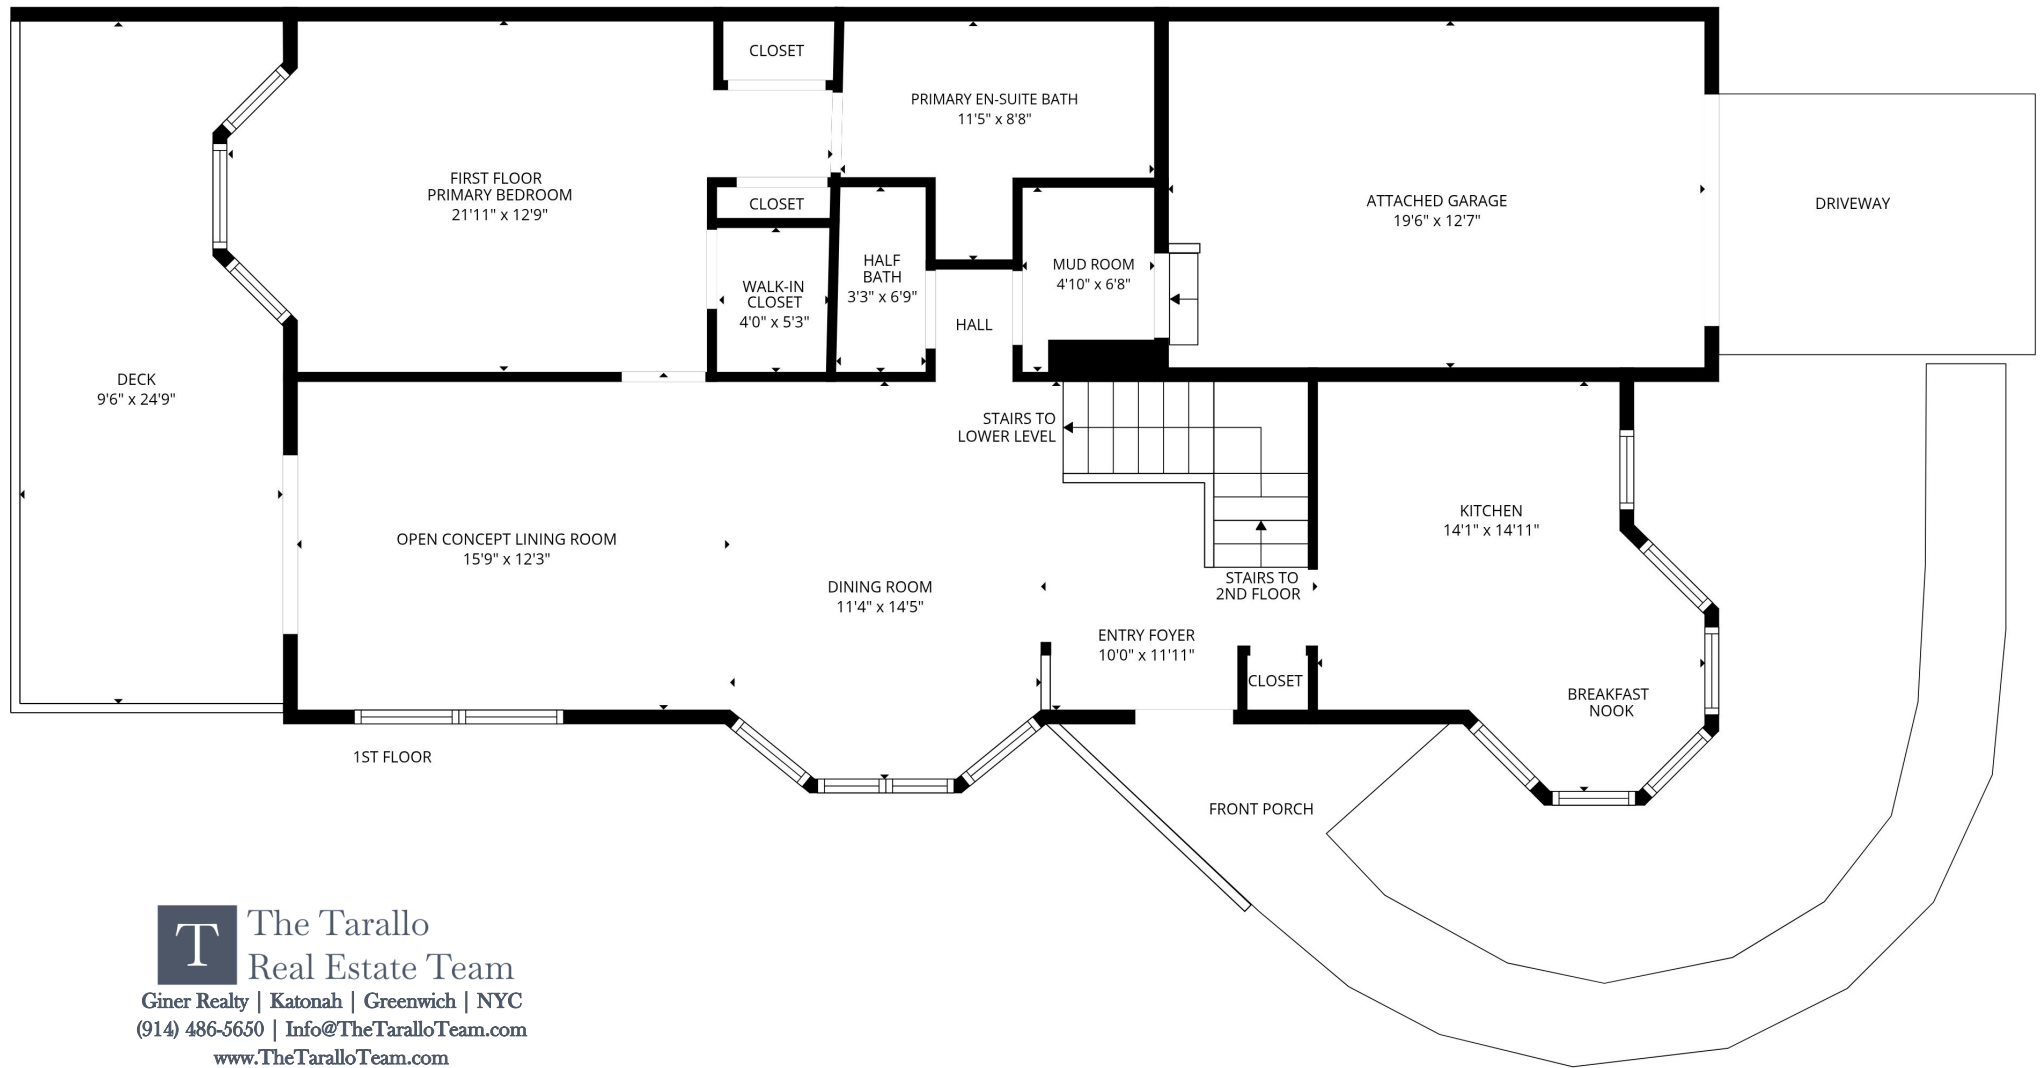 CLOSET
PRIMARY EN-SUITE BATH
11'5" x 8'8"
FIRST FLOOR
PRIMARY BEDROOM
21'11" x 12'9"
CLOSET
ATTACHED GARAGE
19'6" x 12'7"
DRIVEWAY
HALF
BATH
3'3" x 6'9"
MUD ROOM
4'10" x 6'8"
WALK-IN
CLOSET
4'0" x 5'3"
HALL
DECK
9'6" x 24'9"
STAIRS TO
LOWER LEVEL
KITCHEN
14'1" x 14'11"
OPEN CONCEPT LINING ROOM
15'9" x 12'3"
DINING ROOM
11'4" x 14'5"
STAIRS TO
2ND FLOOR
ENTRY FOYER
10'0" x 11'11"
CLOSET
BREAKFAST
NOOK
1ST FLOOR
FRONT PORCH
T
The Tarallo
Real Estate Team
Giner Realty | Katonah | Greenwich | NYC
(914) 486-5650 | Info@TheTaralloTeam.com
www.TheTaralloTeam.com